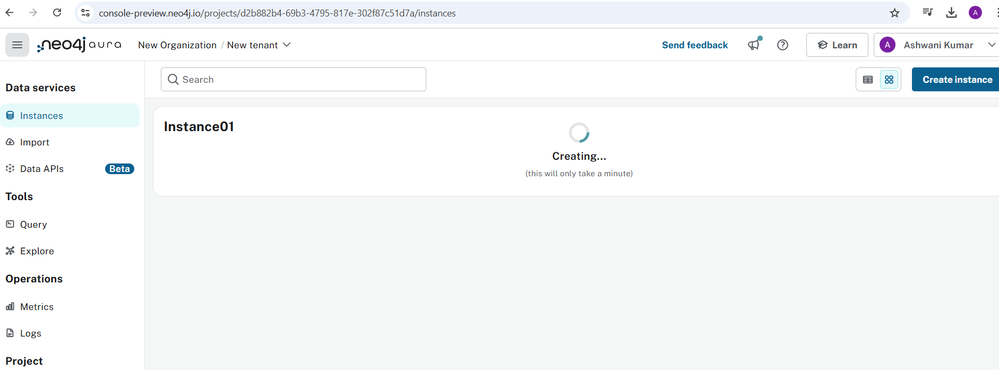 console-preview.neo4j.io/projects/d2b882b4-69b3-4795-817e-302f87c51d7a/instances
A
neo4j aura
New Organization / New tenant
Send feedback
Learn
A
Ashwani Kumar
Data services
Search
Create instance
Instances
Instance01
Creating...
(this will only take a minute)
Import
Data APIs
Beta
Tools
Query
Explore
Operations
Metrics
Logs
Project